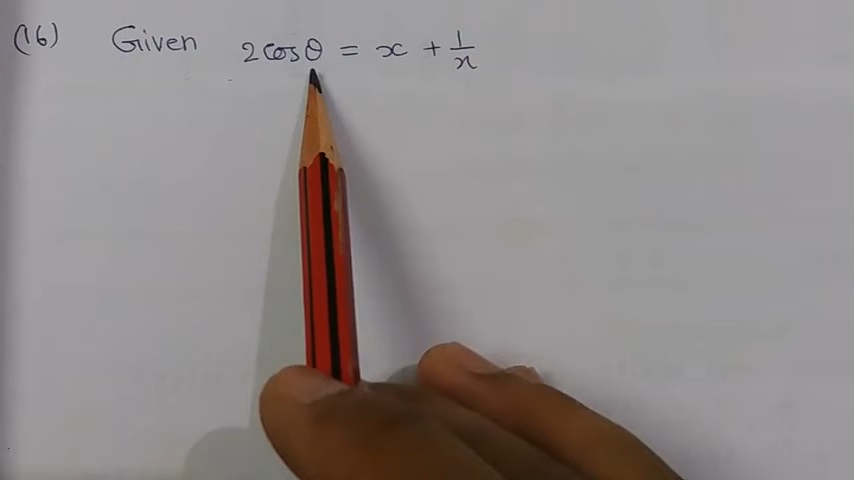 (16) Given 2cosθ = x + 1/x